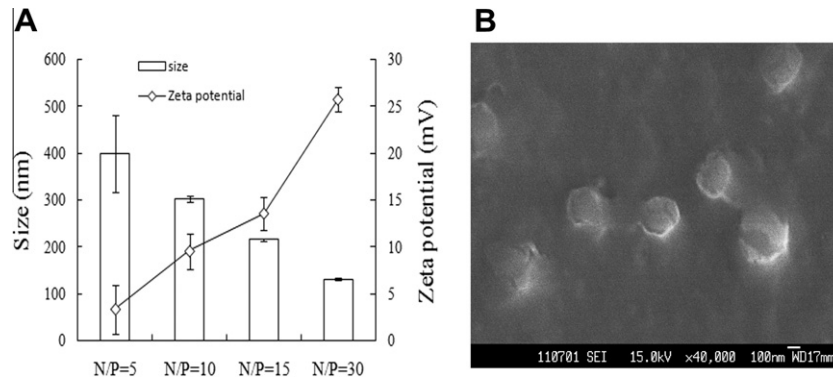 A
600
500
400
300
200
100
0
Size (nm)
size
Zeta potential
30
25
20
15
10
5
0
Zeta potential (mV)
N/P=5 N/P=10 N/P=15 N/P=30
B
110701 SEI 15.0kV x40,000 100nm WD17mm